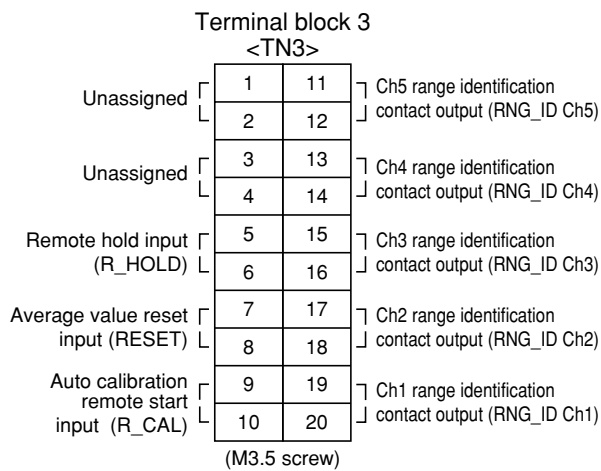 Terminal block 3
<TN3>
Unassigned
1 11
2 12
Ch5 range identification
contact output (RNG_ID Ch5)
Unassigned
3 13
4 14
Ch4 range identification
contact output (RNG_ID Ch4)
Remote hold input
(R_HOLD)
5 15
6 16
Ch3 range identification
contact output (RNG_ID Ch3)
Average value reset
input (RESET)
7 17
8 18
Ch2 range identification
contact output (RNG_ID Ch2)
Auto calibration
remote start
input (R_CAL)
9 19
10 20
Ch1 range identification
contact output (RNG_ID Ch1)
(M3.5 screw)